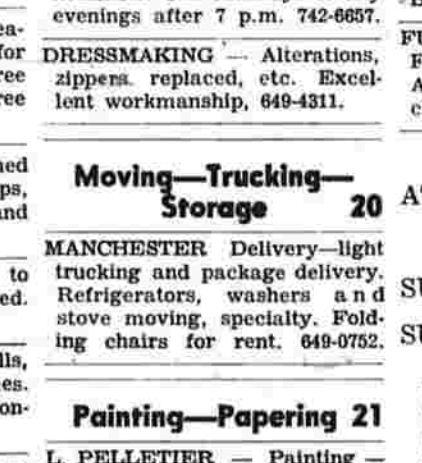 evenings after 7 p.m. 742-6657.
DRESSMAKING — Alterations,
zippers replaced, etc. Excel-
lent workmanship, 649-4311.
Moving—Trucking—
Storage 20
MANCHESTER Delivery—light
trucking and package delivery.
Refrigerators, washers and
stove moving, specialty. Fold-
ing chairs for rent. 649-0752.
Painting—Papering 21
L. PELLETIER — Painting —